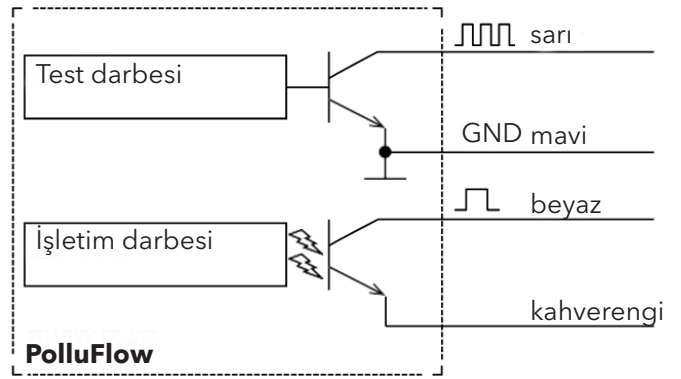 sarı
Test darbesi
GND mavi
beyaz
İşletim darbesi
kahverengi
PolluFlow